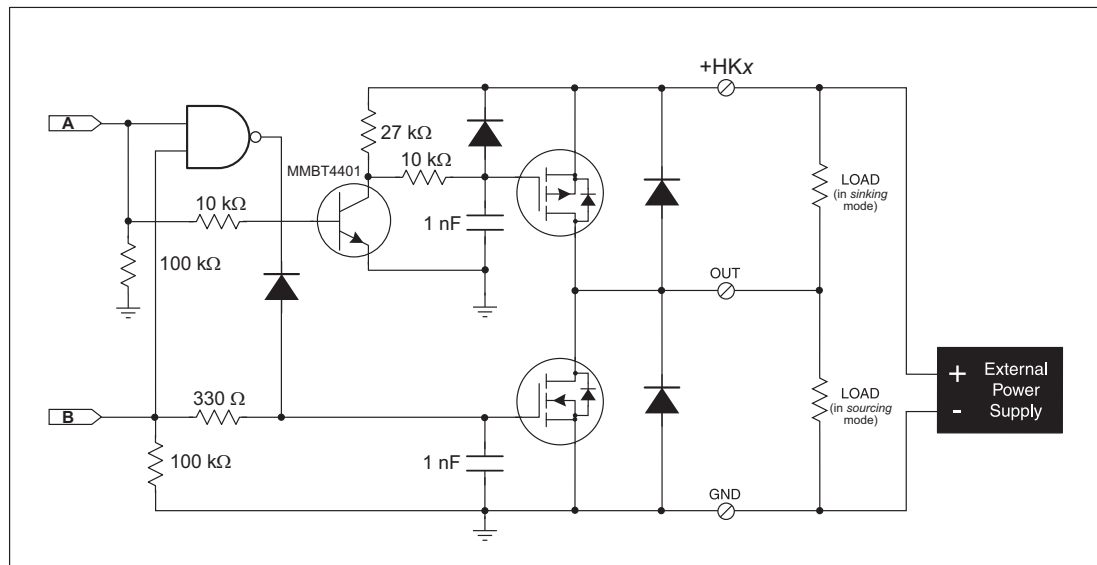 +HKx
A
27 kΩ
MMBT4401
10 kΩ
LOAD
(in sinking
mode)
10 kΩ
1 nF
100 kΩ
OUT
LOAD
(in sourcing
mode)
+ External
Power
- Supply
B
330 Ω
100 kΩ
1 nF
GND